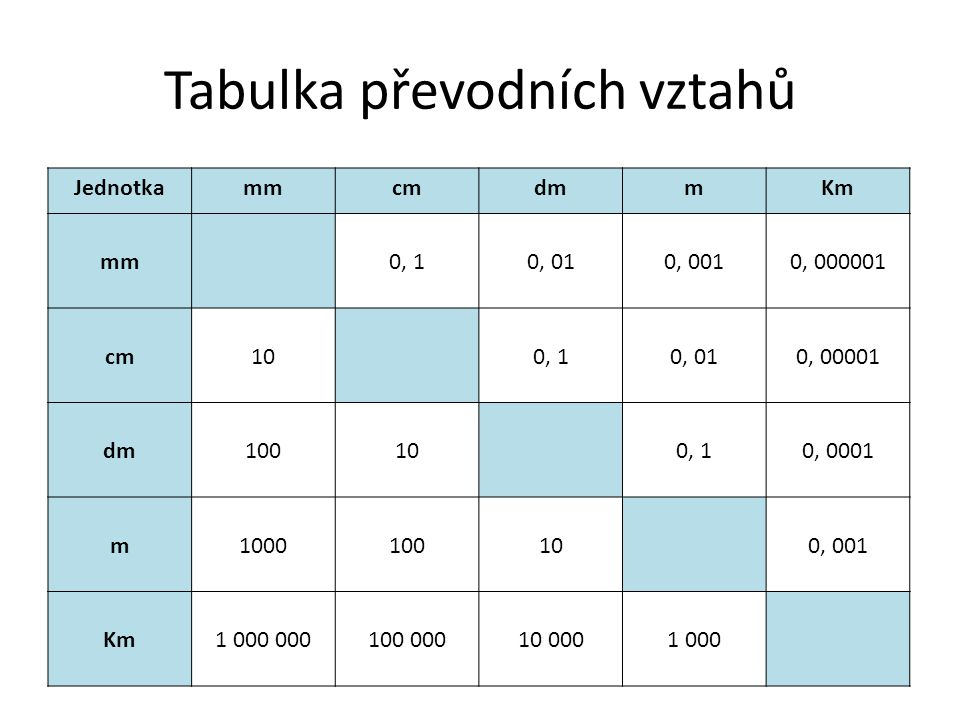 Tabulka převodních vztahů
Jednotka mm cm dm m Km
mm 0, 1 0, 01 0, 001 0, 000001
cm 10 0, 1 0, 01 0, 00001
dm 100 10 0, 1 0, 0001
m 1000 100 10 0, 001
Km 1 000 000 100 000 10 000 1 000